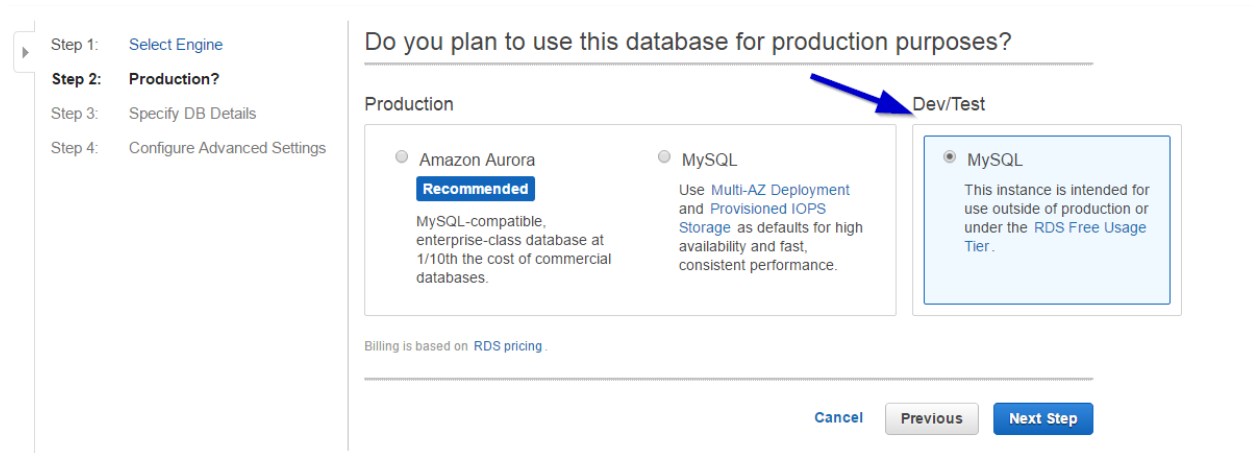 Step 1: Select Engine
Step 2: Production?
Step 3: Specify DB Details
Step 4: Configure Advanced Settings
Do you plan to use this database for production purposes?
Production
Amazon Aurora
Recommended
MySQL-compatible,
enterprise-class database at
1/10th the cost of commercial
databases.
MySQL
Use Multi-AZ Deployment
and Provisioned IOPS
Storage as defaults for high
availability and fast,
consistent performance.
Dev/Test
MySQL
This instance is intended for
use outside of production or
under the RDS Free Usage
Tier.
Billing is based on RDS pricing.
Cancel
Previous
Next Step